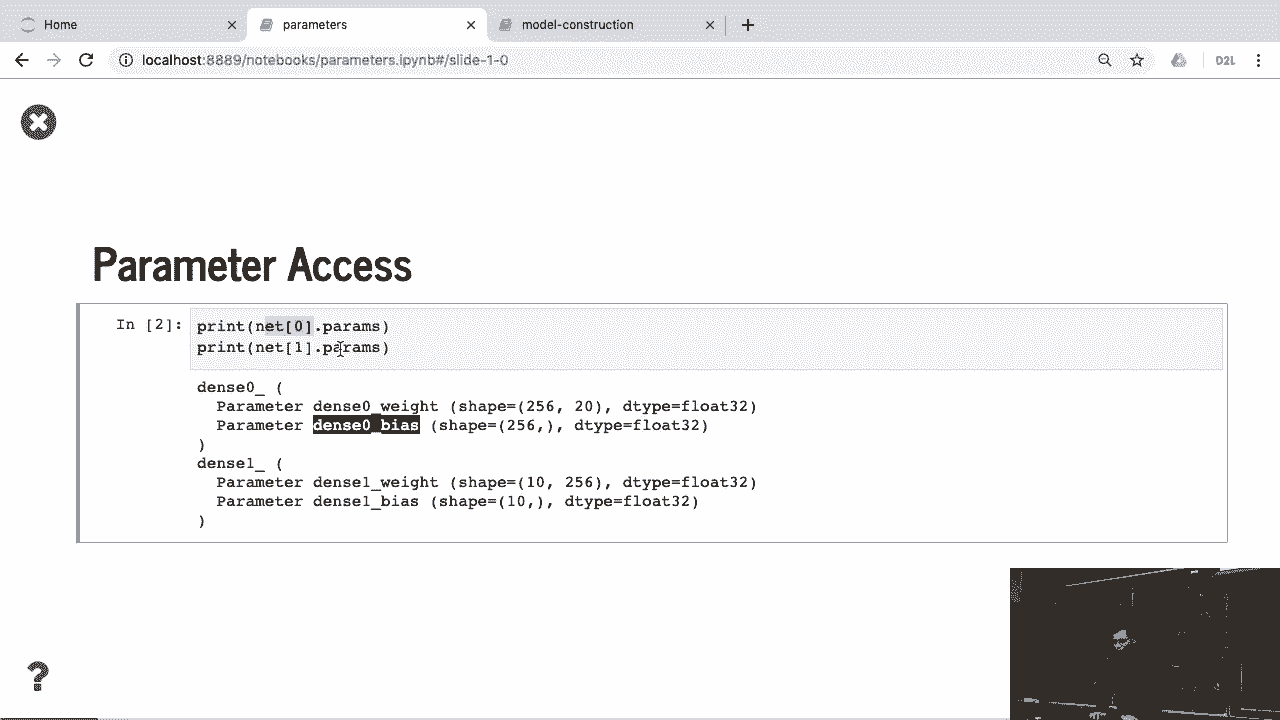 Home
parameters
model-construction
localhost:8889/notebooks/parameters.ipynb#/slide-1-0
D2L
Parameter Access
In [2]:
print(net[0].params)
print(net[1].params)
dense0_ (
Parameter dense0_weight (shape=(256, 20), dtype=float32)
Parameter dense0_bias (shape=(256,), dtype=float32)
)
dense1_ (
Parameter dense1_weight (shape=(10, 256), dtype=float32)
Parameter dense1_bias (shape=(10,), dtype=float32)
)
?